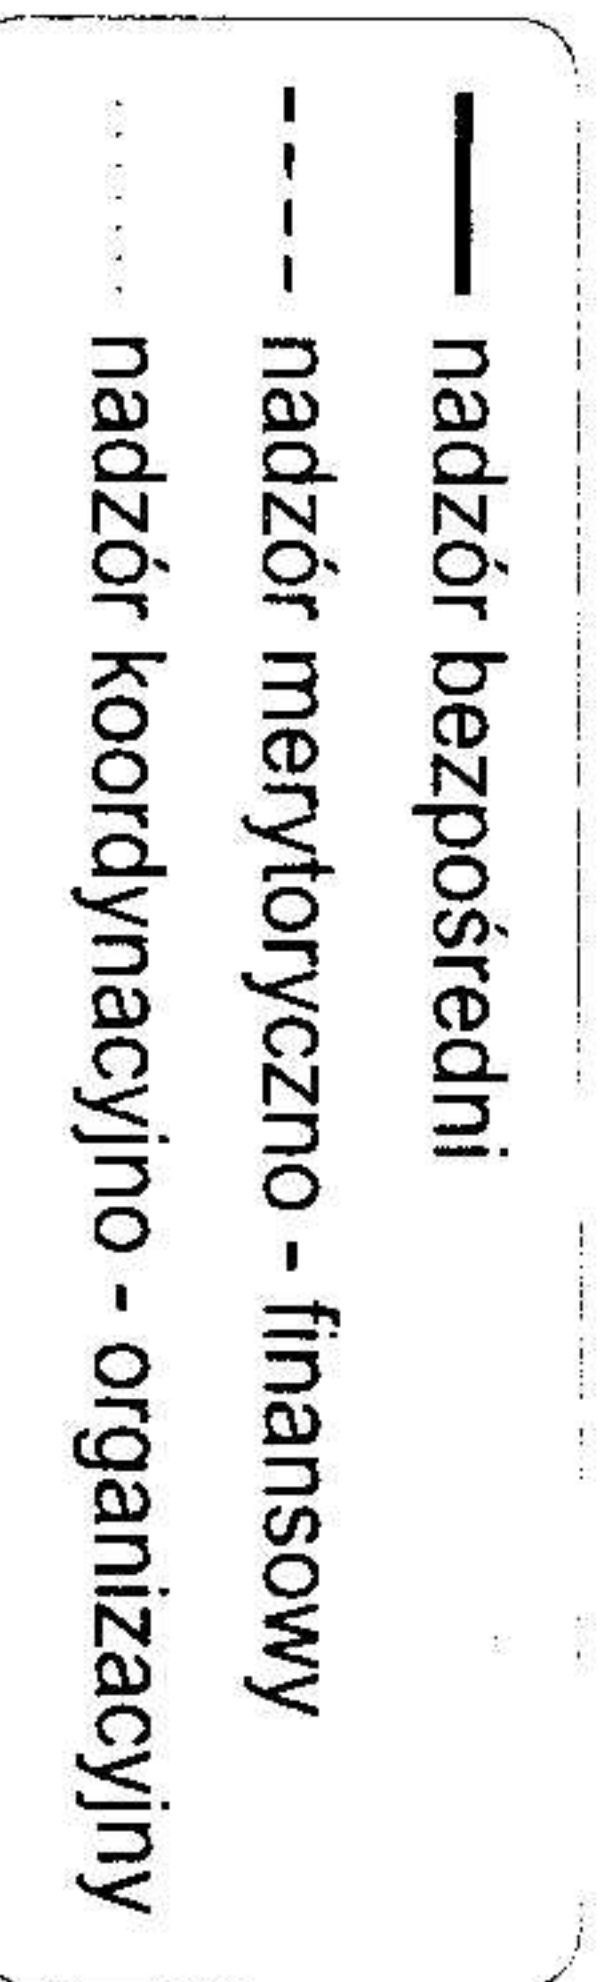 nadzór bezpośredni
nadzór merytoryczno - finansowy
nadzór koordynacyjno - organizacyjny